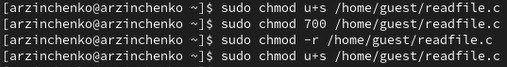 [arzinchenko@arzinchenko ~]$ sudo chmod u+s /home/guest/readfile.c
[arzinchenko@arzinchenko ~]$ sudo chmod 700 /home/guest/readfile.c
[arzinchenko@arzinchenko ~]$ sudo chmod -r /home/guest/readfile.c
[arzinchenko@arzinchenko ~]$ sudo chmod u+s /home/guest/readfile.c